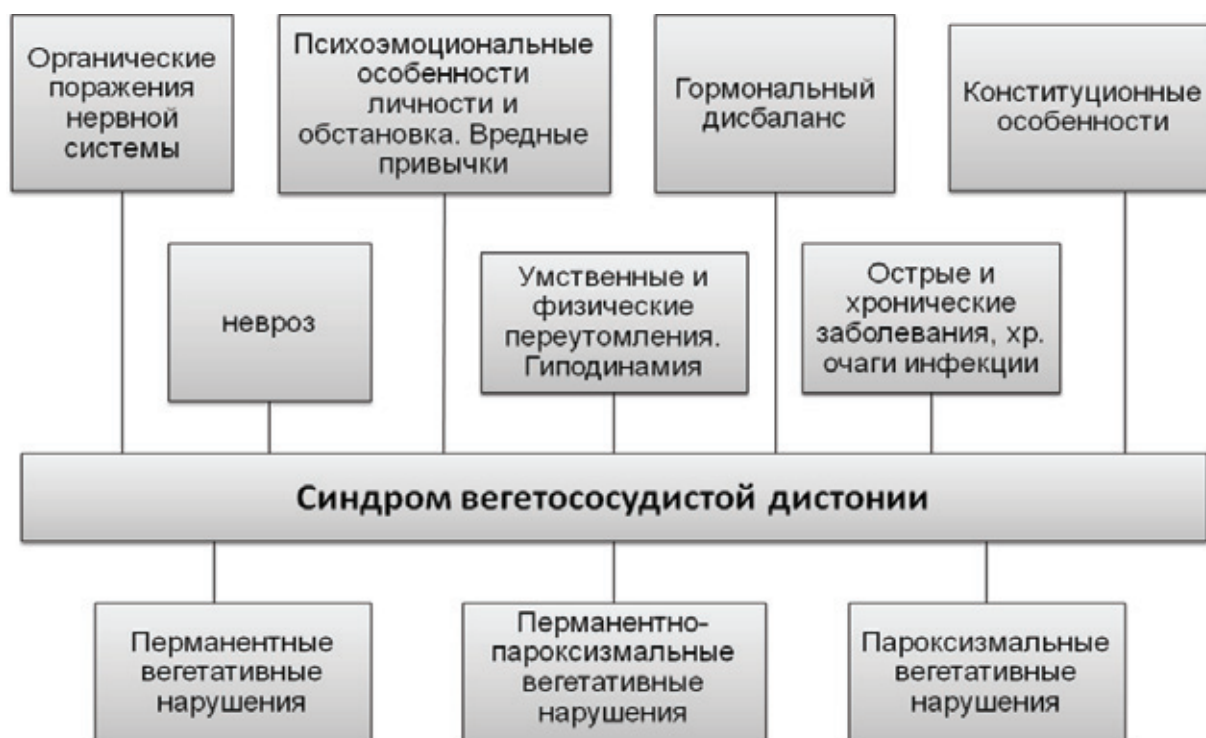 Органические
поражения
нервной
системы
Психоэмоциональные
особенности
личности и
обстановка. Вредные
привычки
Гормональный
дисбаланс
Конституционные
особенности
невроз
Умственные и
физические
переутомления.
Гиподинамия
Острые и
хронические
заболевания, хр.
очаги инфекции
Синдром вегетососудистой дистонии
Перманентные
вегетативные
нарушения
Перманентно-
пароксизмальные
вегетативные
нарушения
Пароксизмальные
вегетативные
нарушения